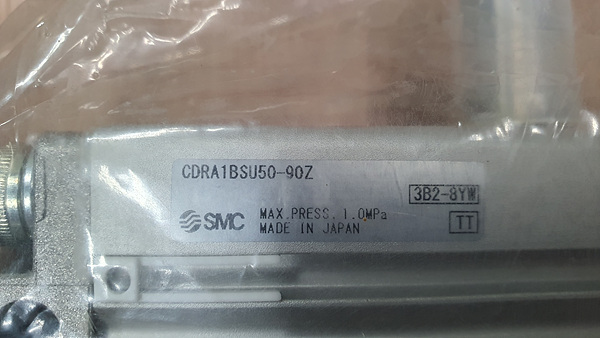 CDRA1BSU50-90Z
3B2-8YW
SMC
MAX.PRESS. 1.0MPa
MADE IN JAPAN
TT